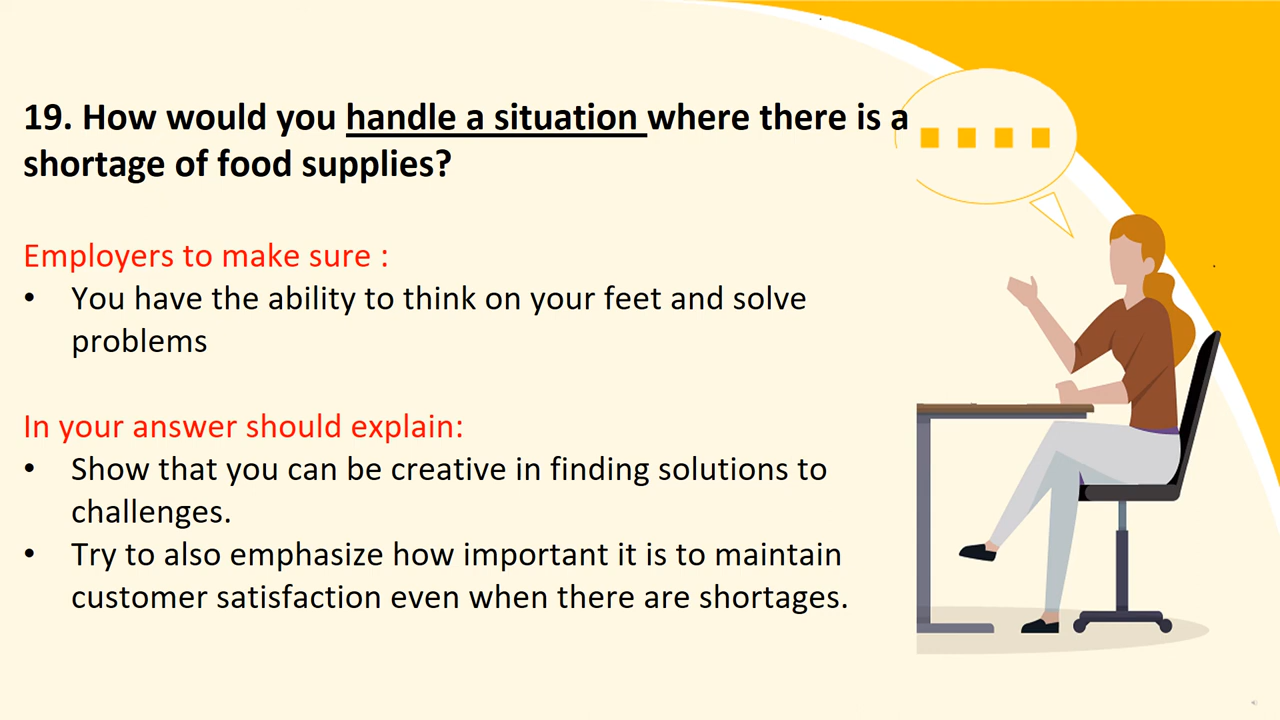 19. How would you handle a situation where there is a
shortage of food supplies?
Employers to make sure :
• You have the ability to think on your feet and solve
problems
In your answer should explain:
• Show that you can be creative in finding solutions to
challenges.
• Try to also emphasize how important it is to maintain
customer satisfaction even when there are shortages.